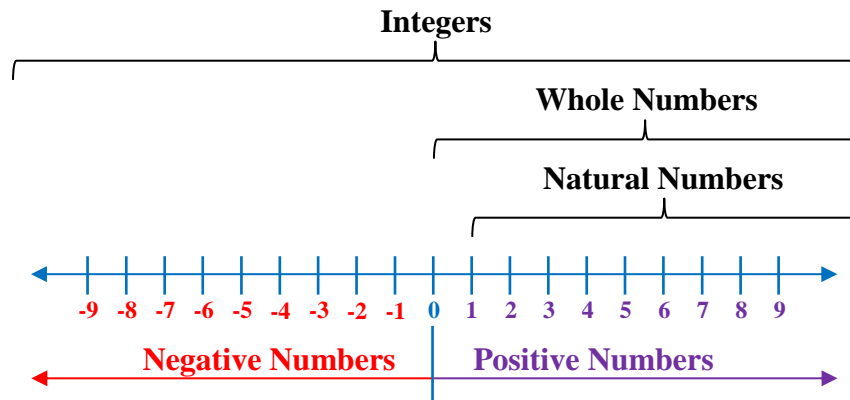 Integers
Whole Numbers
Natural Numbers
-9 -8 -7 -6 -5 -4 -3 -2 -1 0 1 2 3 4 5 6 7 8 9
Negative Numbers Positive Numbers